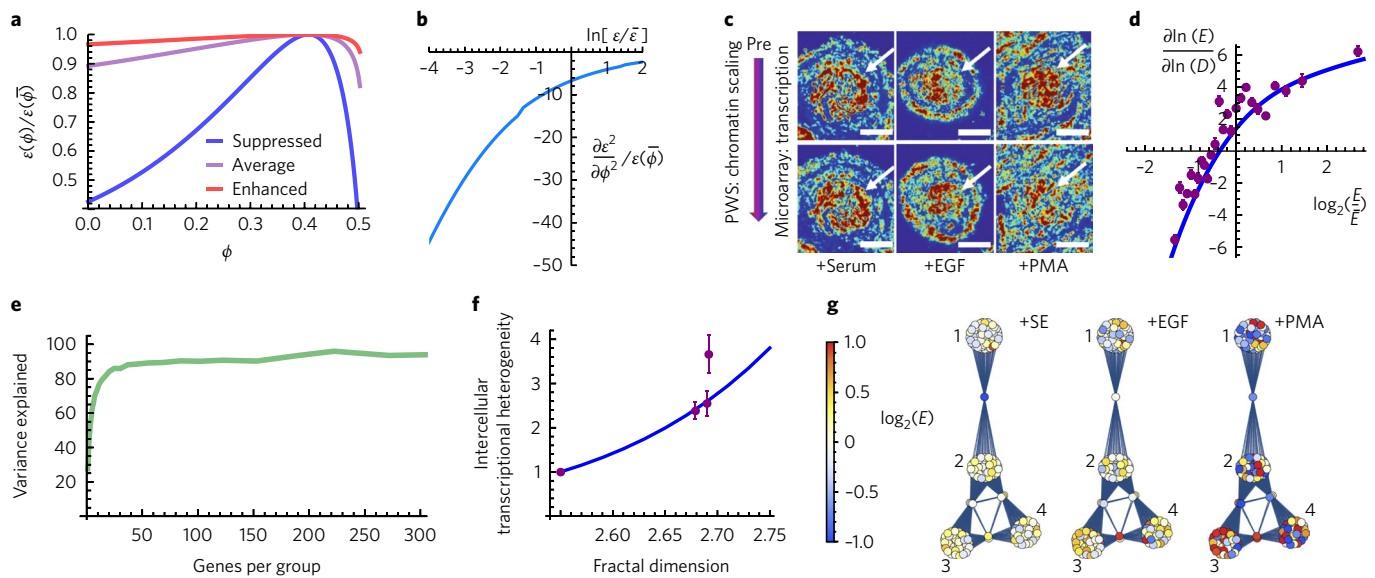 a
ε(ϕ)/ε(ϕ̄)
1.0
0.9
0.8
0.7
0.6
0.5
Suppressed
Average
Enhanced
0.0
0.1
0.2
0.3
0.4
0.5
ϕ
b
ln[ ε/ε̄ ]
−4
−3
−2
−1
0
1
2
−10
−20
−30
−40
−50
∂ε²
∂ϕ²
/ε(ϕ̄)
c
PWS: chromatin scaling
Pre
Microarray: transcription
+Serum
+EGF
+PMA
d
∂ln (E)
∂ln (D)
6
4
2
−2
−4
−6
−2
−1
1
2
log₂(E/Ē)
e
Variance explained
100
80
60
40
20
50
100
150
200
250
300
Genes per group
f
Intercellular
transcriptional heterogeneity
4
3
2
1
0
2.60
2.65
2.70
2.75
Fractal dimension
g
1.0
0.5
0
−0.5
−1.0
log₂(E)
1
+SE
+EGF
+PMA
2
4
3
1
2
4
3
1
2
4
3